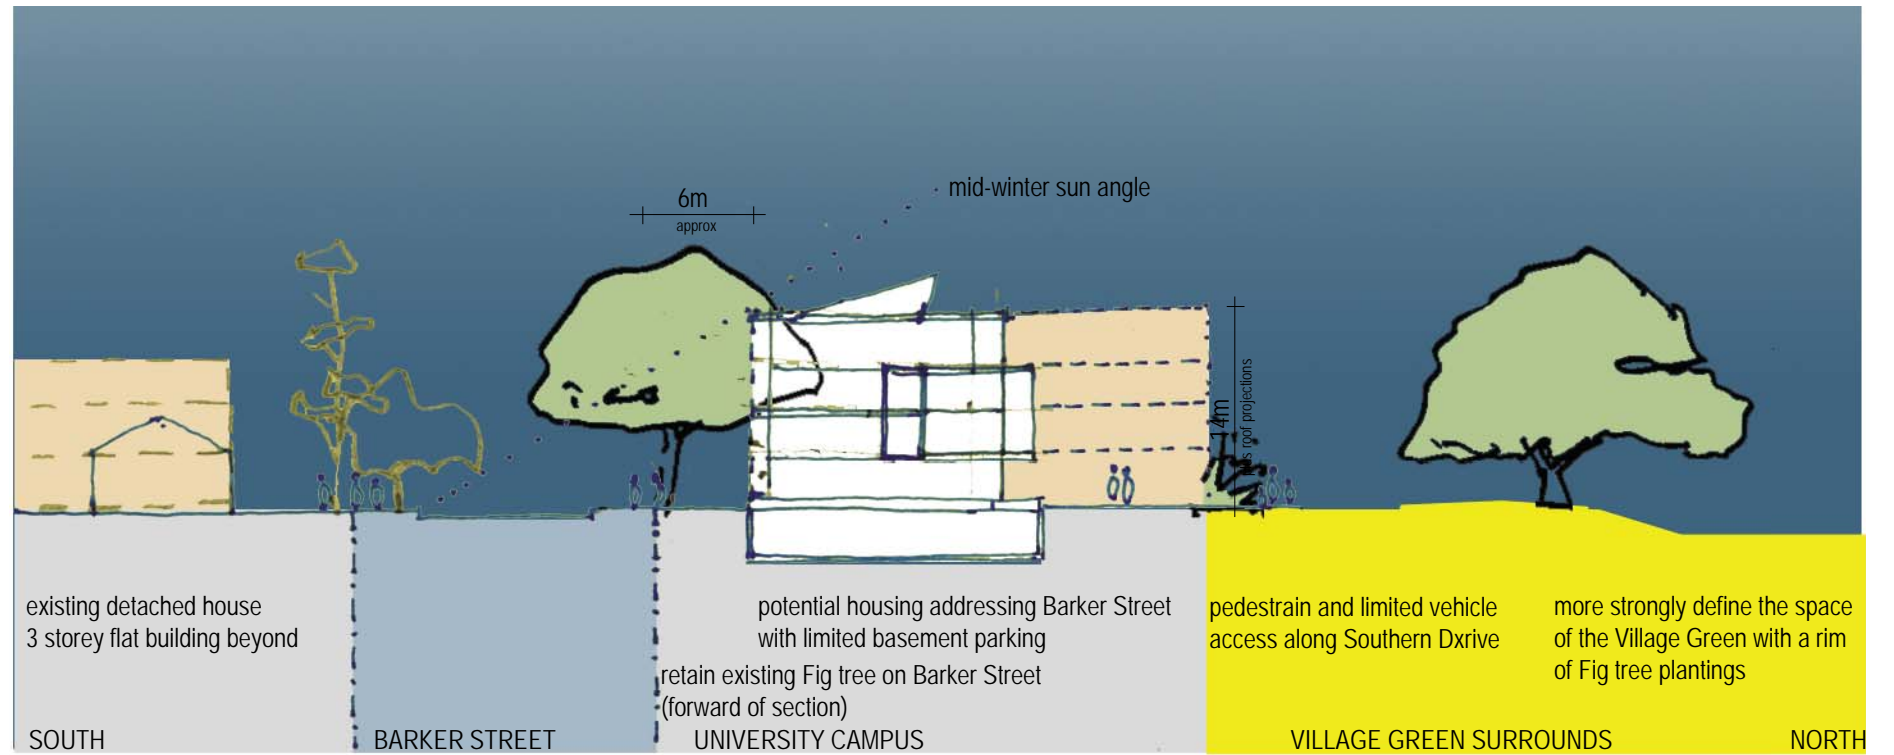 mid-winter sun angle
6m
approx
14m
plus roof projections
existing detached house
3 storey flat building beyond
potential housing addressing Barker Street
with limited basement parking
retain existing Fig tree on Barker Street
(forward of section)
pedestrain and limited vehicle
access along Southern Dxrive
more strongly define the space
of the Village Green with a rim
of Fig tree plantings
SOUTH
BARKER STREET
UNIVERSITY CAMPUS
VILLAGE GREEN SURROUNDS
NORTH